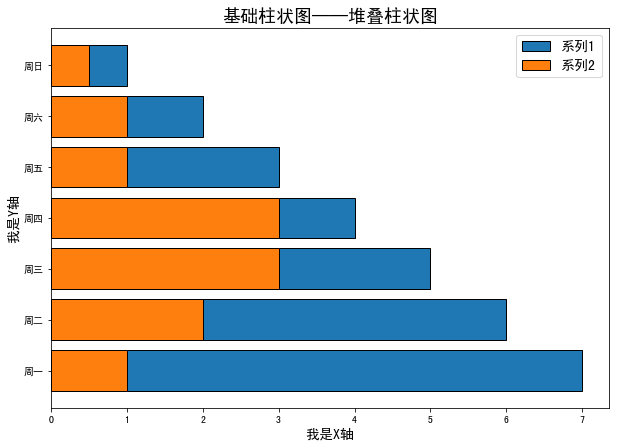 基础柱状图——堆叠柱状图
系列1
系列2
周日
周六
周五
周四
周三
周二
周一
我是Y轴
0 1 2 3 4 5 6 7
我是X轴